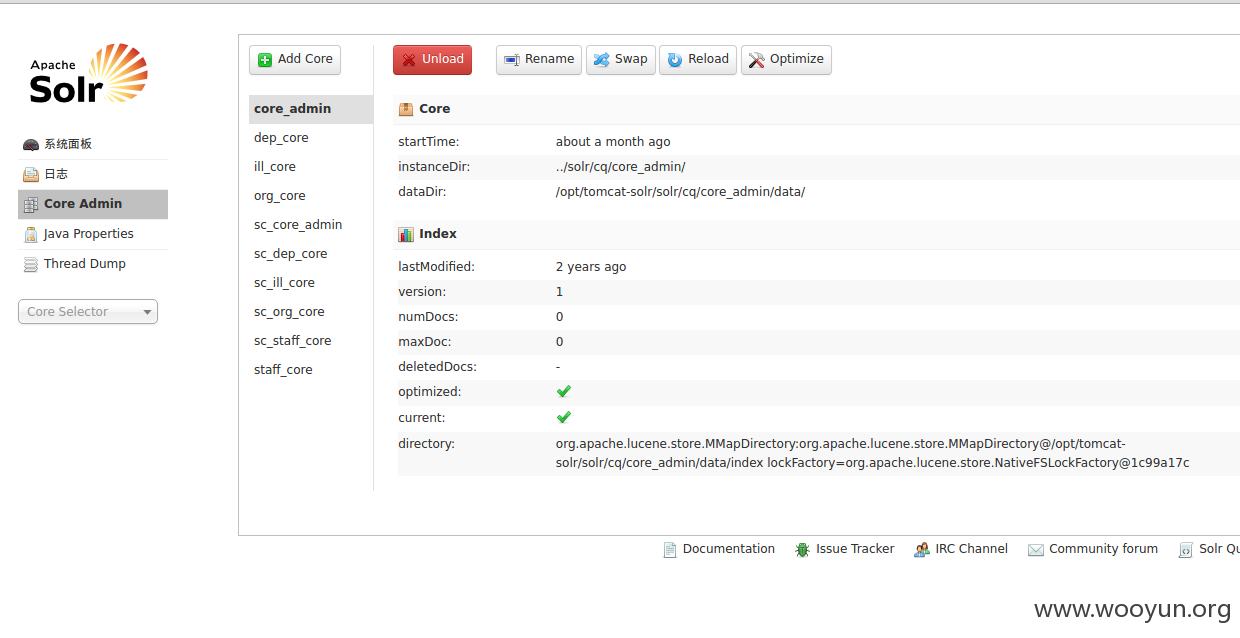 Apache
Solr
系统面板
日志
Core Admin
Java Properties
Thread Dump
Core Selector
Add Core
core_admin
dep_core
ill_core
org_core
sc_core_admin
sc_dep_core
sc_ill_core
sc_org_core
sc_staff_core
staff_core
Unload Rename Swap Reload Optimize
Core
startTime: about a month ago
instanceDir: ../solr/cq/core_admin/
dataDir: /opt/tomcat-solr/solr/cq/core_admin/data/
Index
lastModified: 2 years ago
version: 1
numDocs: 0
maxDoc: 0
deletedDocs: -
optimized:
current:
directory: org.apache.lucene.store.MMapDirectory:org.apache.lucene.store.MMapDirectory@/opt/tomcat-
solr/solr/cq/core_admin/data/index lockFactory=org.apache.lucene.store.NativeFSLockFactory@1c99a17c
Documentation Issue Tracker IRC Channel Community forum Solr Qu
www.wooyun.org